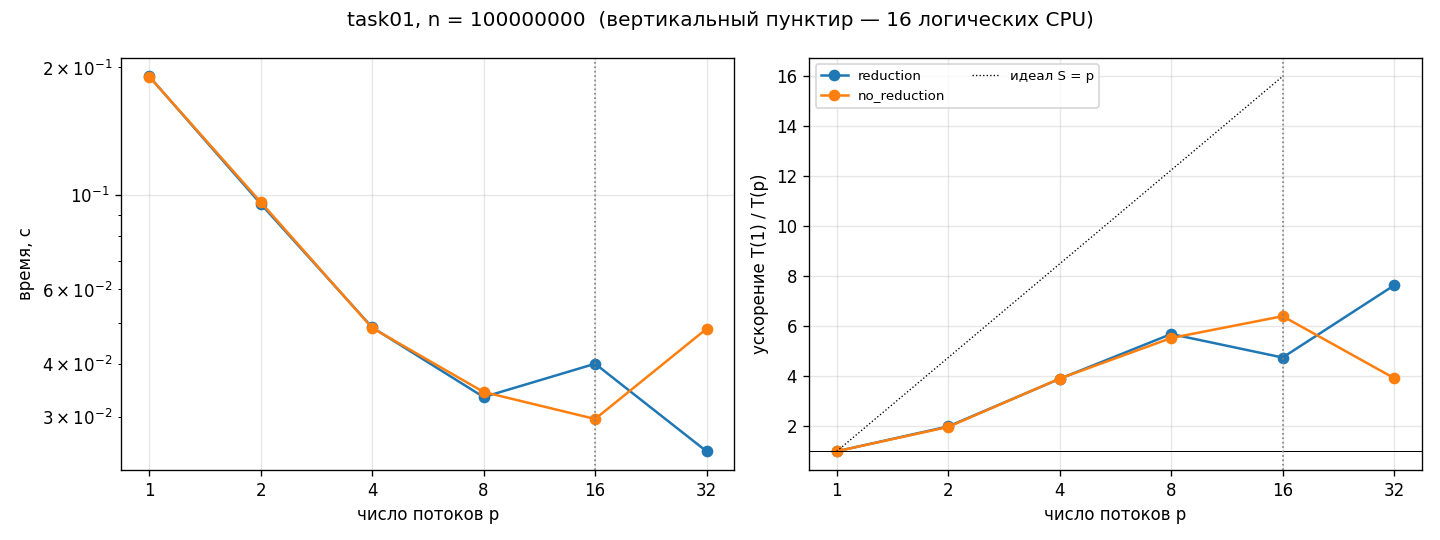 task01, n = 100000000  (вертикальный пунктир — 16 логических CPU)
2 × 10⁻¹
10⁻¹
6 × 10⁻²
4 × 10⁻²
3 × 10⁻²
время, с
1 2 4 8 16 32
число потоков p
reduction
no_reduction
идеал S = p
16
14
12
10
8
6
4
2
ускорение T(1) / T(p)
1 2 4 8 16 32
число потоков p